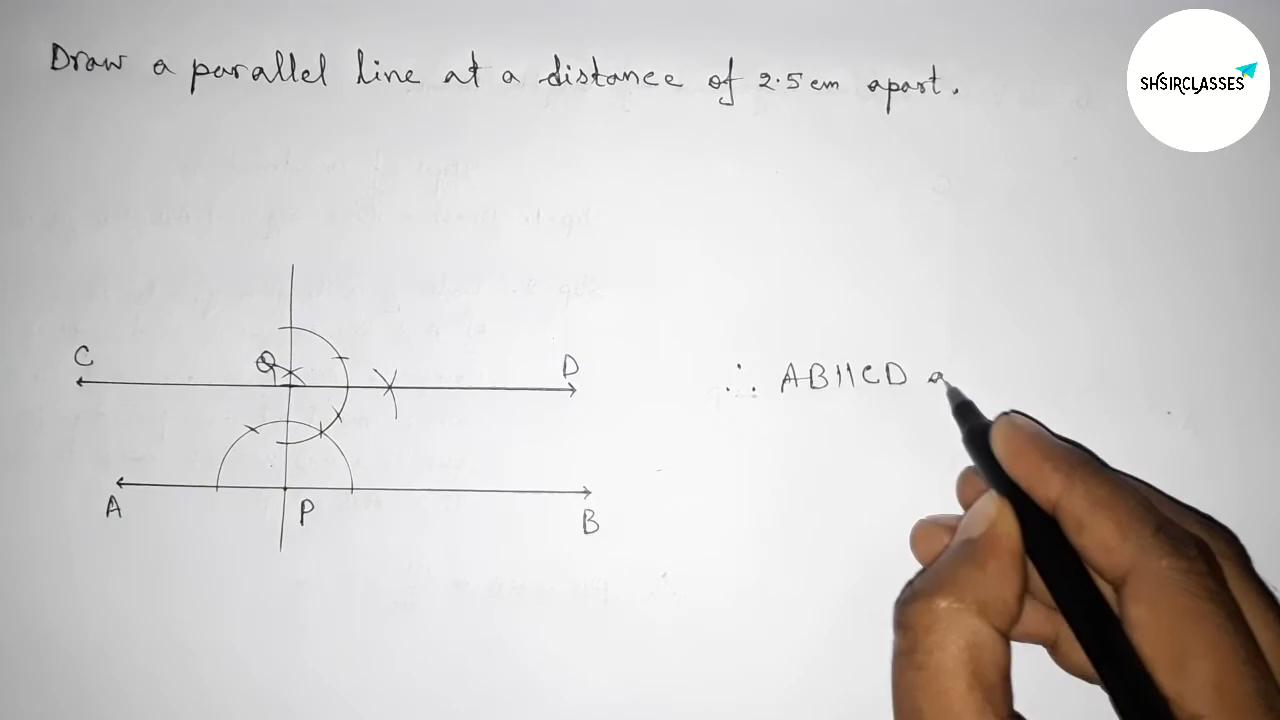 Draw a parallel line at a distance of 2.5 cm apart.
SHSIRCLASSES
C Q D
∴ AB||CD a
A P B